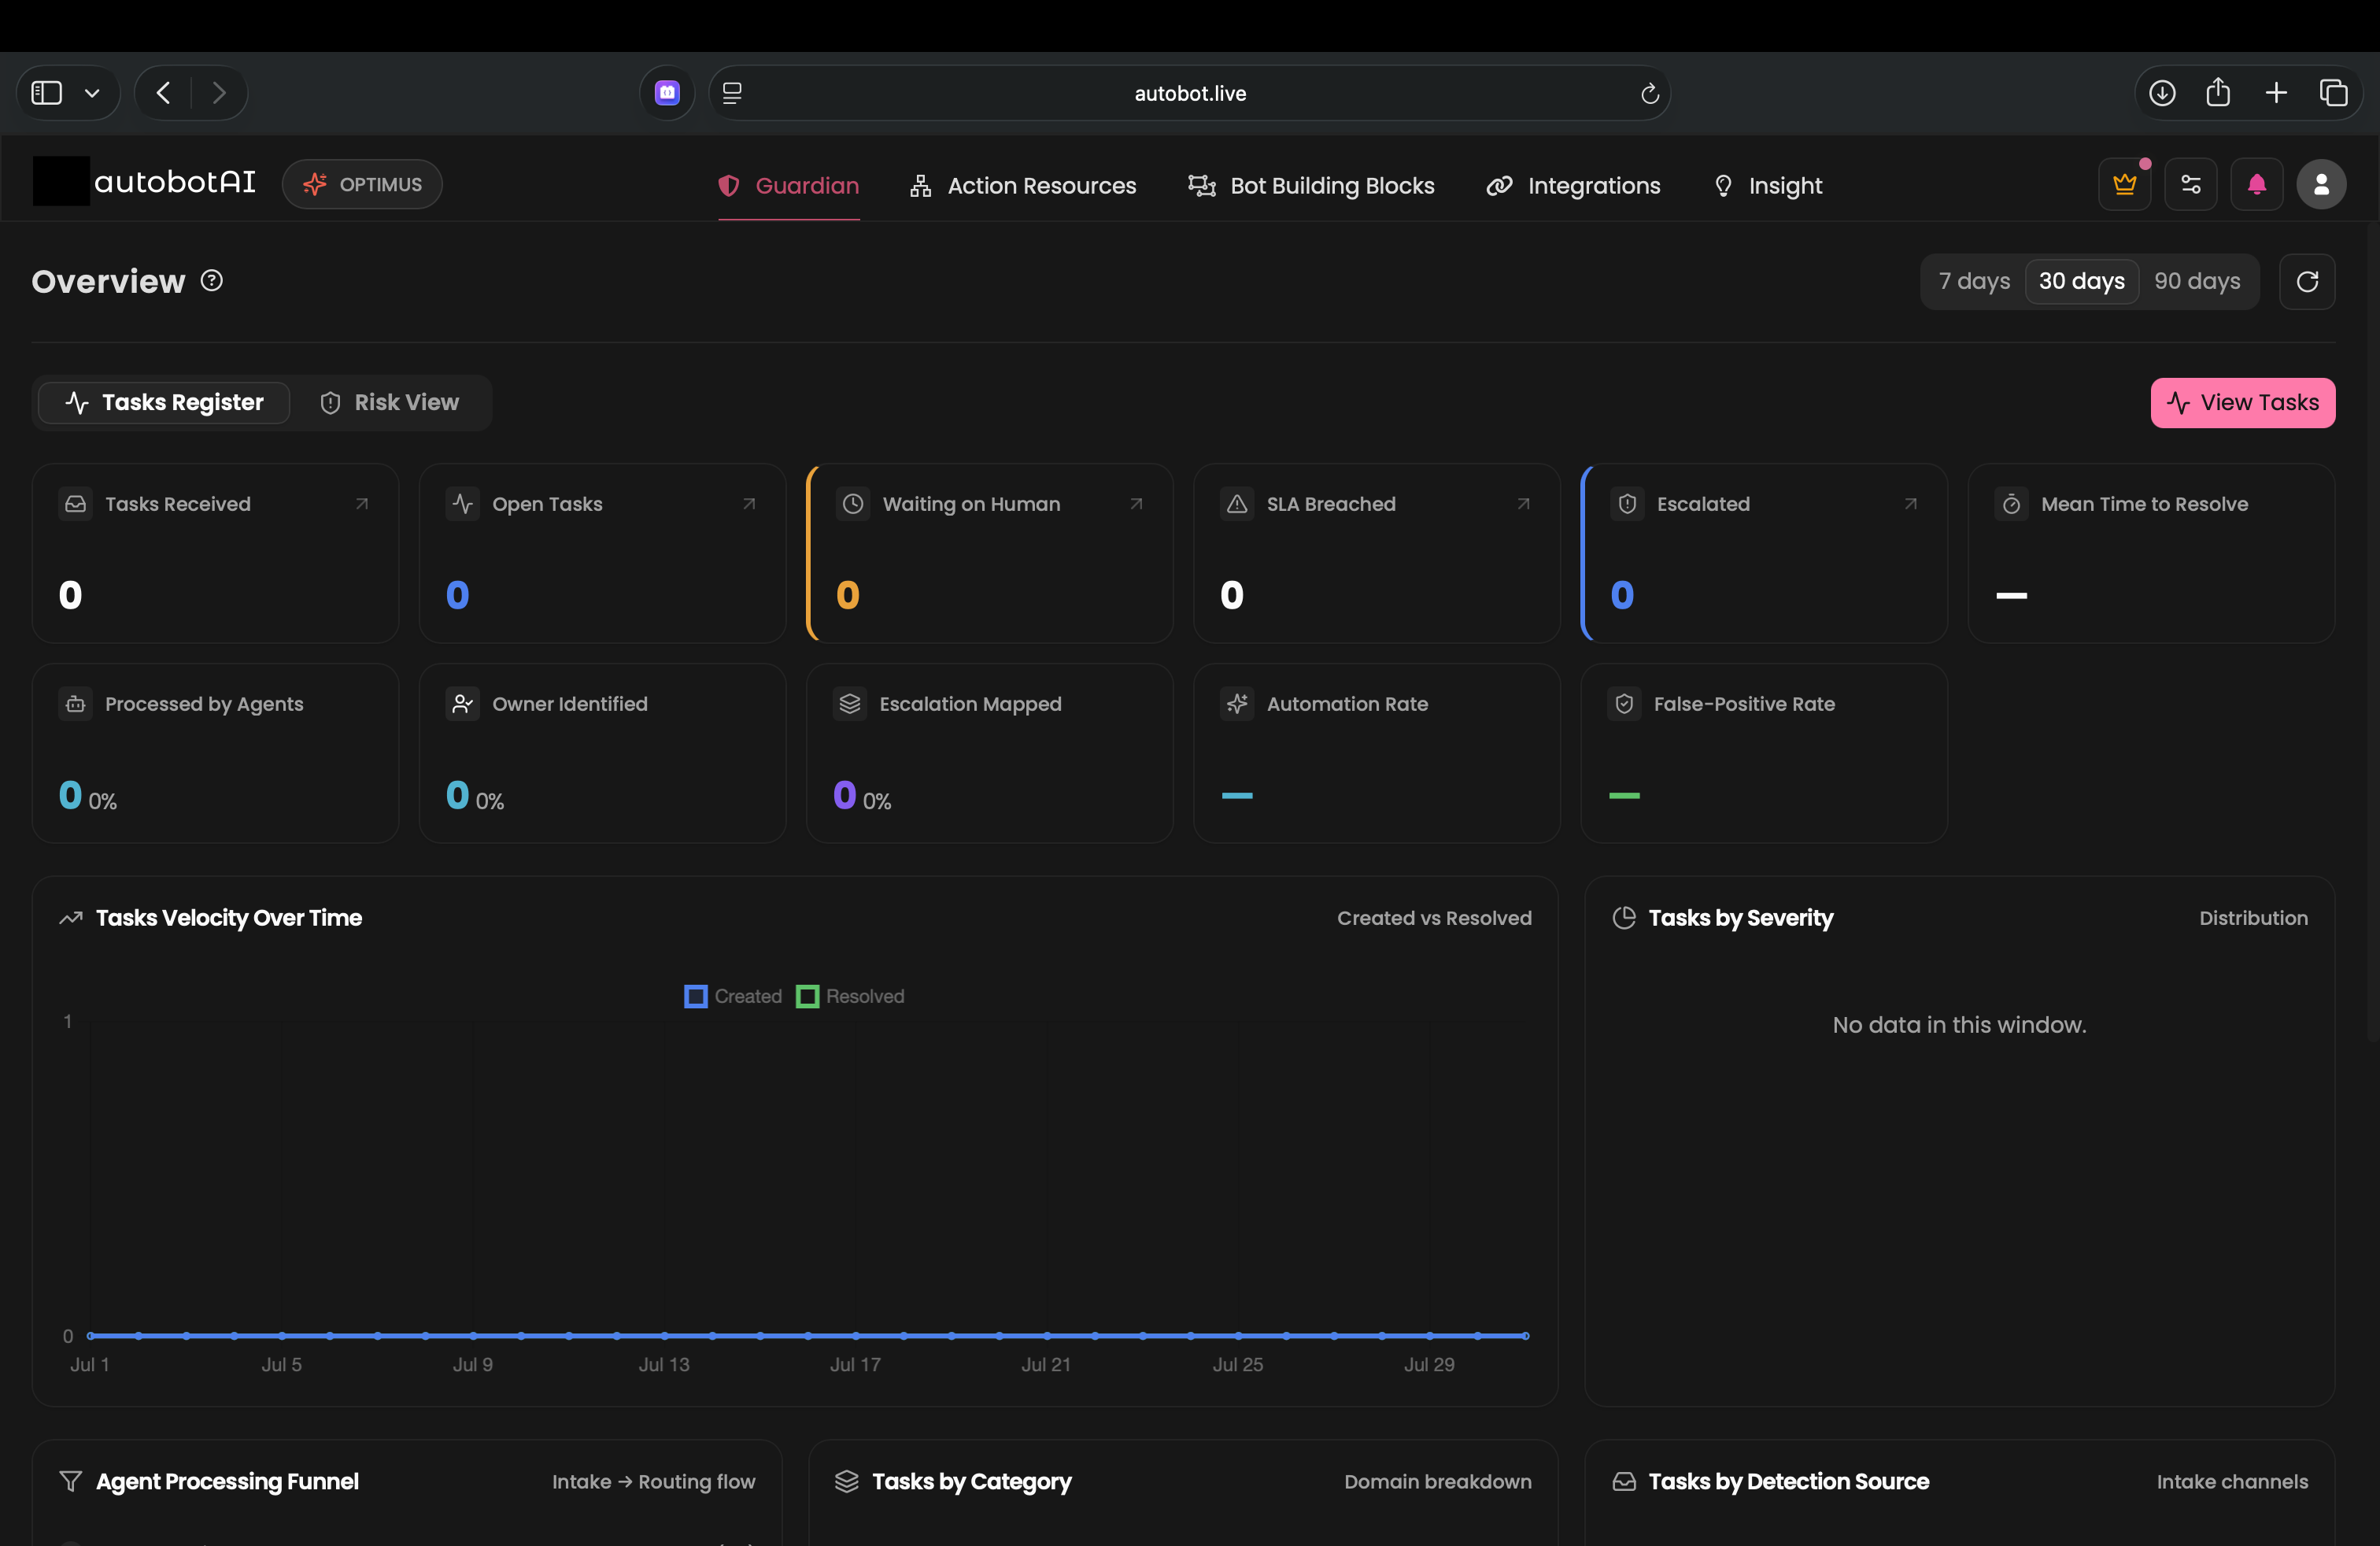 autobot.live
autobotAI OPTIMUS Guardian Action Resources Bot Building Blocks Integrations Insight
Overview 7 days 30 days 90 days
Tasks Register Risk View View Tasks
Tasks Received Open Tasks Waiting on Human SLA Breached Escalated Mean Time to Resolve
0 0 0 0 0 —
Processed by Agents Owner Identified Escalation Mapped Automation Rate False-Positive Rate
0 0% 0 0% 0 0% — —
Tasks Velocity Over Time Created vs Resolved
Created Resolved
1
0
Jul 1 Jul 5 Jul 9 Jul 13 Jul 17 Jul 21 Jul 25 Jul 29
Tasks by Severity Distribution
No data in this window.
Agent Processing Funnel Intake → Routing flow
Tasks by Category Domain breakdown
Tasks by Detection Source Intake channels